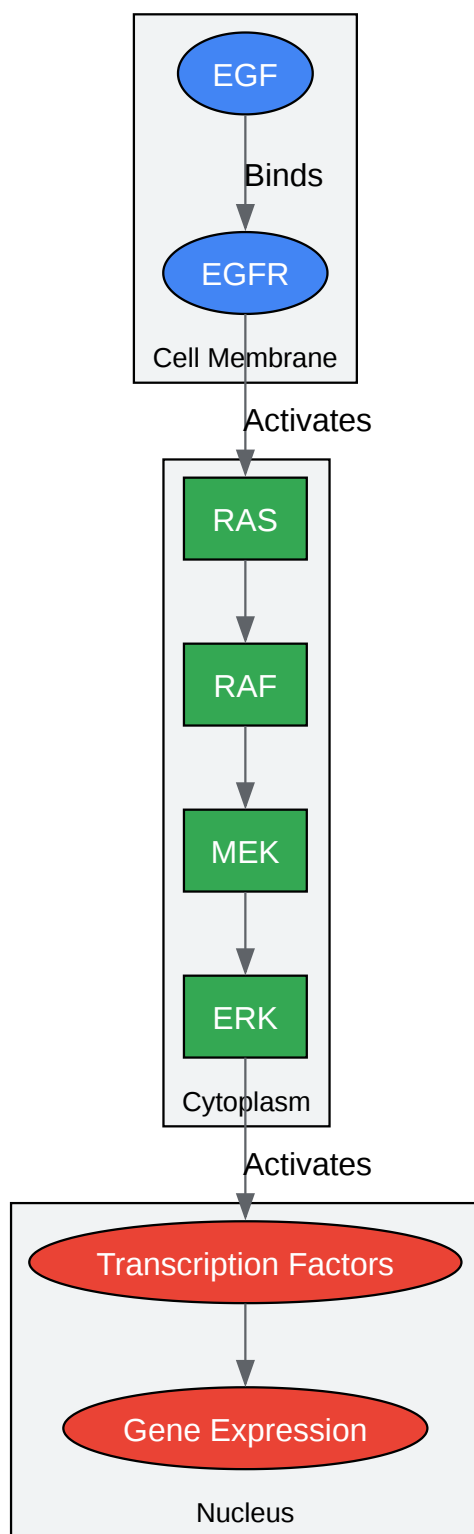 EGF
Binds
EGFR
Cell Membrane
Activates
RAS
RAF
MEK
ERK
Cytoplasm
Activates
Transcription Factors
Gene Expression
Nucleus